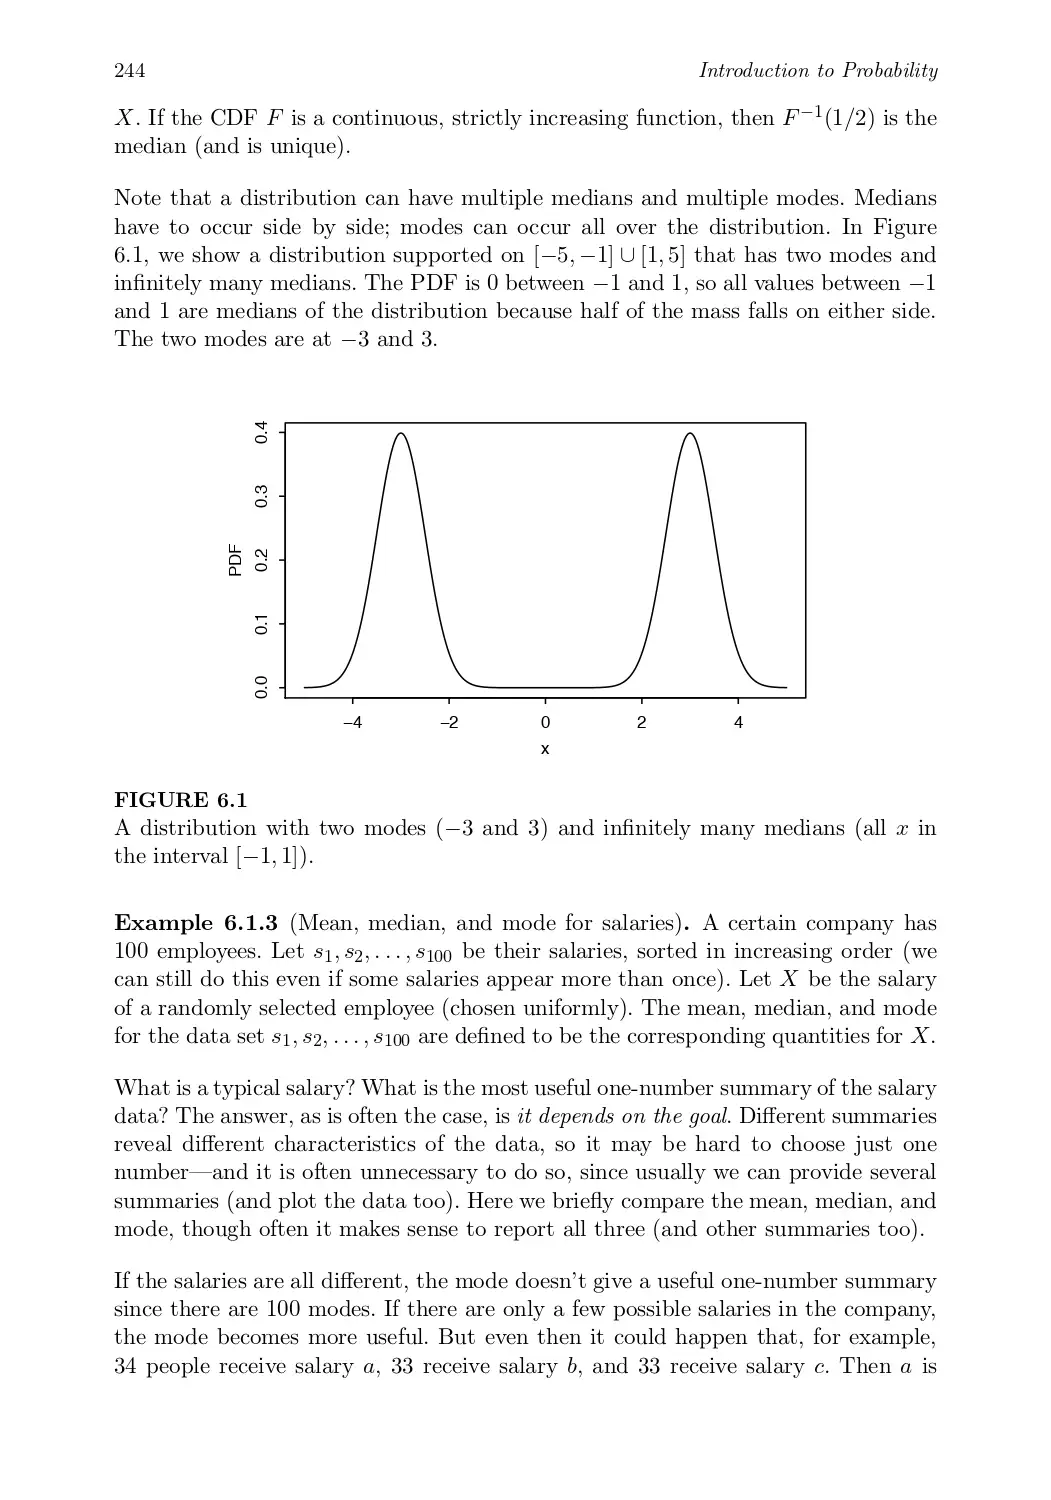 244 Introduction to Probability
X. If the CDF F is a continuous, strictly increasing function, then F⁻¹(1/2) is the
median (and is unique).
Note that a distribution can have multiple medians and multiple modes. Medians
have to occur side by side; modes can occur all over the distribution. In Figure
6.1, we show a distribution supported on [−5, −1] ∪ [1, 5] that has two modes and
infinitely many medians. The PDF is 0 between −1 and 1, so all values between −1
and 1 are medians of the distribution because half of the mass falls on either side.
The two modes are at −3 and 3.
0.4
0.3
0.2
0.1
0.0
PDF
−4 −2 0 2 4
x
FIGURE 6.1
A distribution with two modes (−3 and 3) and infinitely many medians (all x in
the interval [−1, 1]).
Example 6.1.3 (Mean, median, and mode for salaries). A certain company has
100 employees. Let s₁, s₂, . . . , s₁₀₀ be their salaries, sorted in increasing order (we
can still do this even if some salaries appear more than once). Let X be the salary
of a randomly selected employee (chosen uniformly). The mean, median, and mode
for the data set s₁, s₂, . . . , s₁₀₀ are defined to be the corresponding quantities for X.
What is a typical salary? What is the most useful one-number summary of the salary
data? The answer, as is often the case, is it depends on the goal. Different summaries
reveal different characteristics of the data, so it may be hard to choose just one
number—and it is often unnecessary to do so, since usually we can provide several
summaries (and plot the data too). Here we briefly compare the mean, median, and
mode, though often it makes sense to report all three (and other summaries too).
If the salaries are all different, the mode doesn't give a useful one-number summary
since there are 100 modes. If there are only a few possible salaries in the company,
the mode becomes more useful. But even then it could happen that, for example,
34 people receive salary a, 33 receive salary b, and 33 receive salary c. Then a is